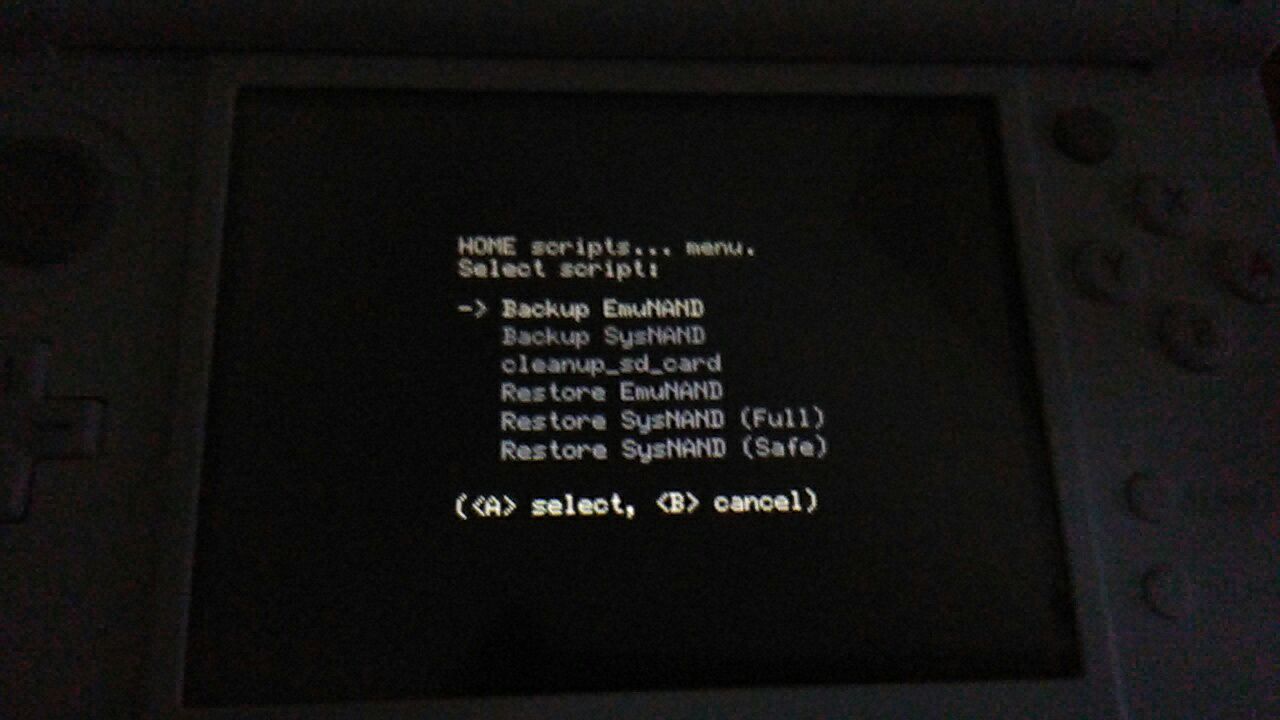 HOME scripts... menu.
Select script:
-> Backup EmuNAND
Backup SysNAND
cleanup_sd_card
Restore EmuNAND
Restore SysNAND (Full)
Restore SysNAND (Safe)
(<A> select, <B> cancel)
X
Y
A
B